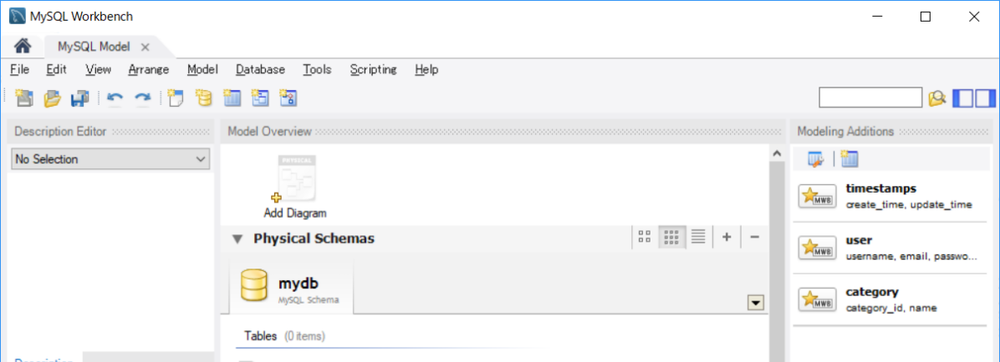 MySQL Workbench
MySQL Model
File Edit View Arrange Model Database Tools Scripting Help
Description Editor
No Selection
Model Overview
PHYSICAL
Add Diagram
Physical Schemas
mydb
MySQL Schema
Tables (0 items)
Modeling Additions
MWB
timestamps
create_time, update_time
MWB
user
username, email, passwo...
MWB
category
category_id, name